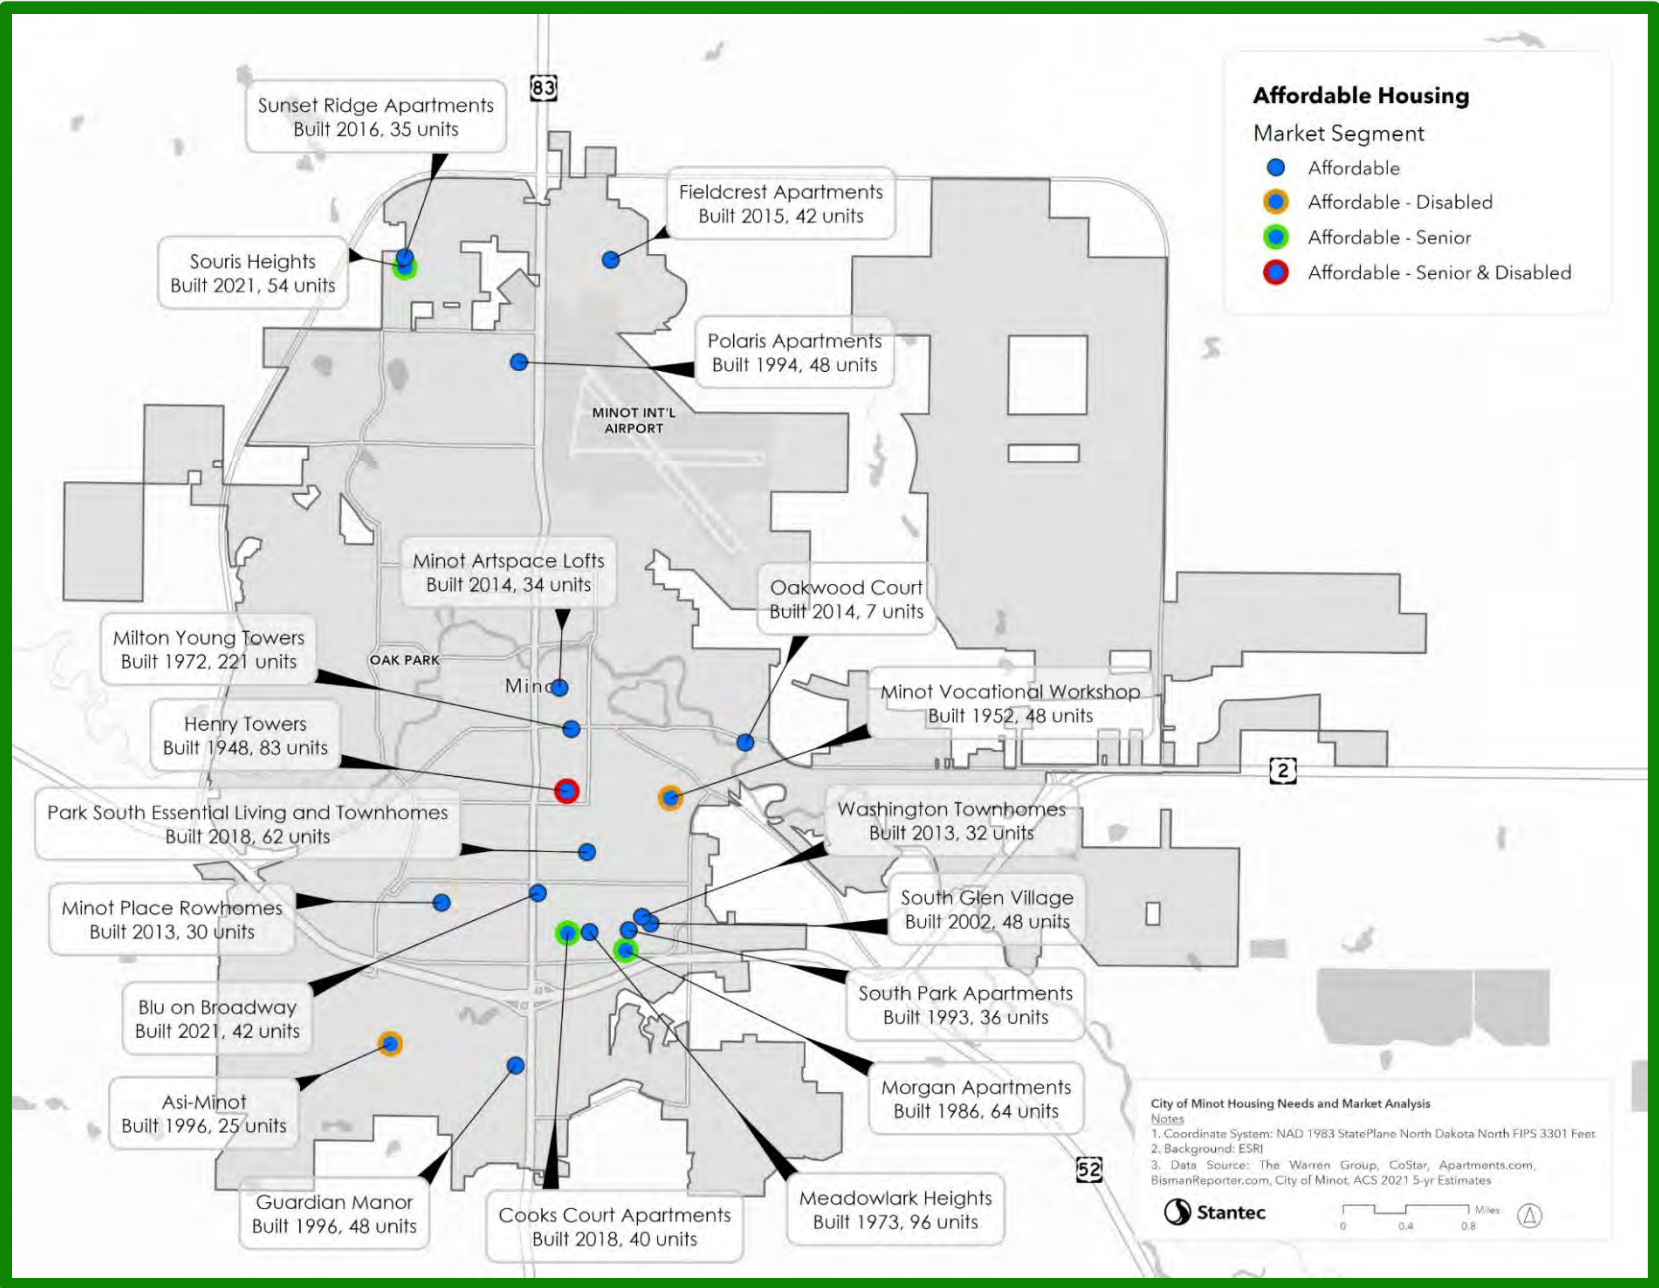 83
Sunset Ridge Apartments
Built 2016, 35 units
Affordable Housing
Market Segment
Affordable
Affordable - Disabled
Affordable - Senior
Affordable - Senior & Disabled
Fieldcrest Apartments
Built 2015, 42 units
Souris Heights
Built 2021, 54 units
Polaris Apartments
Built 1994, 48 units
MINOT INT'L
AIRPORT
Minot Artspace Lofts
Built 2014, 34 units
Oakwood Court
Built 2014, 7 units
Milton Young Towers
Built 1972, 221 units
OAK PARK
Minot
Minot Vocational Workshop
Built 1952, 48 units
Henry Towers
Built 1948, 83 units
2
Park South Essential Living and Townhomes
Built 2018, 62 units
Washington Townhomes
Built 2013, 32 units
Minot Place Rowhomes
Built 2013, 30 units
South Glen Village
Built 2002, 48 units
Blu on Broadway
Built 2021, 42 units
South Park Apartments
Built 1993, 36 units
Asi-Minot
Built 1996, 25 units
Morgan Apartments
Built 1986, 64 units
Guardian Manor
Built 1996, 48 units
Cooks Court Apartments
Built 2018, 40 units
Meadowlark Heights
Built 1973, 96 units
52
City of Minot Housing Needs and Market Analysis
Notes
1. Coordinate System: NAD 1983 StatePlane North Dakota North FIPS 3301 Feet
2. Background: ESRI
3. Data Source: The Warren Group, CoStar, Apartments.com,
BismanReporter.com, City of Minot, ACS 2021 5-yr Estimates
Stantec
Miles
0 0.4 0.8